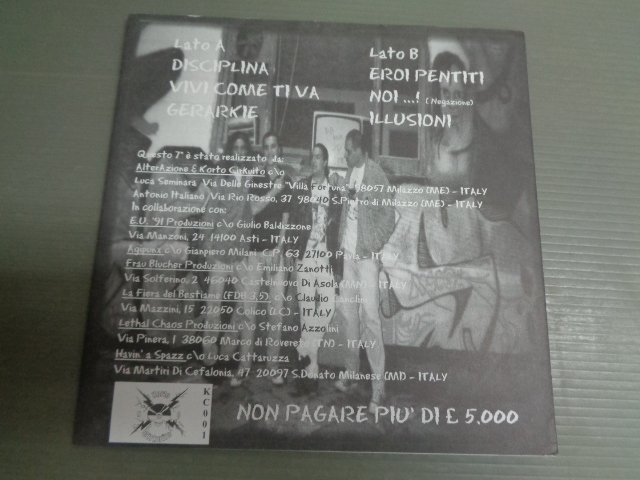 Lato A
DISCIPLINA
VIVI COME TI VA
GERARKIE
Lato B
EROI PENTITI
NOI ...! (Negazione)
ILLUSIONI
Questo 7" è stato realizzato da:
AlterAzione & Korto Cirkuito c\o
Luca Seminara Via Delle Ginestre "Villa Fortuna" 98057 Milazzo (ME) - ITALY
Antonio Italiano Via Rio Rosso, 37 98040 S.Pietro di Milazzo (ME) - ITALY
In collaborazione con:
E.U. '91 Produzioni c\o Giulio Baldizzone
Via Manzoni, 24 14100 Asti - ITALY
Agipunx c\o Gianpiero Milani C.P. 63 27100 Pavia - ITALY
Frau Blucher Produzioni c\o Emiliano Zanotti
Via Solferino, 2 46040 Castelnuovo Di Asola (MN) - ITALY
La Fiera del Bestiame (FDB 3,5) c\o Claudio
Via Mazzini, 15 22050 Colico (LC) - ITALY
Lethal Chaos Produzioni c\o Stefano Azzolini
Via Pinera, 1 38060 Marco di Rovereto (TN) - ITALY
Havin' a Spazz c\o Luca Cattaruzza
Via Martiri Di Cefalonia, 47 20097 S.Donato Milanese (MI) - ITALY
KC001
NON PAGARE PIU' DI £ 5.000